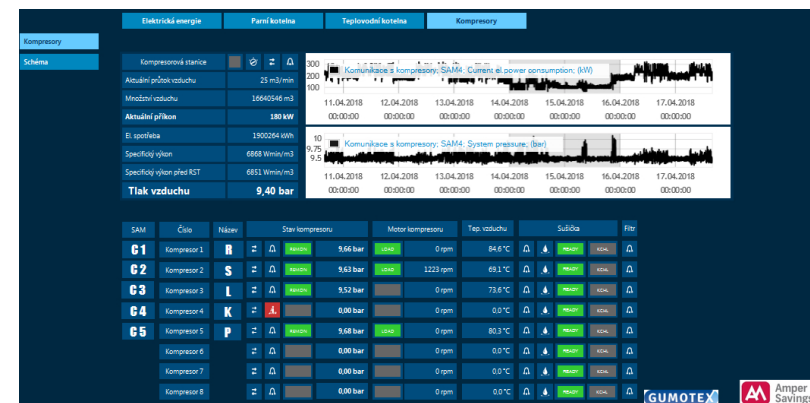 Elektrická energie Parní kotelna Teplovodní kotelna Kompresory
Kompresory
Schéma
Kompresorová stanice
Aktuální průtok vzduchu 25 m3/min
Množství vzduchu 16640546 m3
Aktuální příkon 180 kW
El. spotřeba 1900264 kWh
Specifický výkon 6868 Wmin/m3
Specifický výkon před RST 6851 Wmin/m3
Tlak vzduchu 9,40 bar
300
200
100
Komunikace s kompresory; SAM4; Current el. power consumption; (kW)
11.04.2018 12.04.2018 13.04.2018 14.04.2018 15.04.2018 16.04.2018 17.04.2018
00:00:00 00:00:00 00:00:00 00:00:00 00:00:00 00:00:00 00:00:00
10
9.75
9.5
Komunikace s kompresory; SAM4; System pressure; (bar)
11.04.2018 12.04.2018 13.04.2018 14.04.2018 15.04.2018 16.04.2018 17.04.2018
00:00:00 00:00:00 00:00:00 00:00:00 00:00:00 00:00:00 00:00:00
SAM Číslo Název Stav kompresoru Motor kompresoru Tep. vzduchu Sušička Filtr
C1 Kompresor 1 R 9,66 bar LOAD 0 rpm 84.6°C READY
C2 Kompresor 2 S 9,63 bar LOAD 1223 rpm 69,1°C READY
C3 Kompresor 3 L 9,52 bar 0 rpm 73.6°C READY
C4 Kompresor 4 K 0,00 bar 0 rpm 0,0°C READY
C5 Kompresor 5 P 9,68 bar LOAD 0 rpm 80,3°C READY
Kompresor 6 0,00 bar 0 rpm 0,0°C READY
Kompresor 7 0,00 bar 0 rpm 0,0°C READY
Kompresor 8 0,00 bar 0 rpm 0,0°C READY
GUMOTEX
Amper
Savings